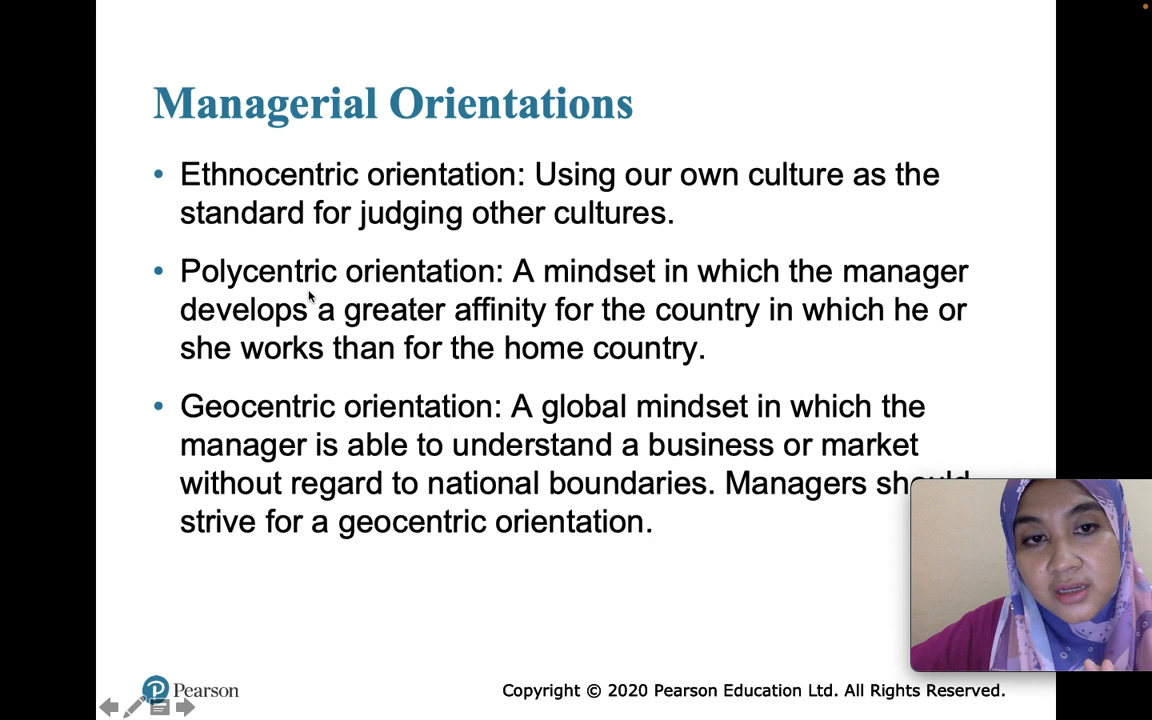 Managerial Orientations
• Ethnocentric orientation: Using our own culture as the
standard for judging other cultures.
• Polycentric orientation: A mindset in which the manager
develops a greater affinity for the country in which he or
she works than for the home country.
• Geocentric orientation: A global mindset in which the
manager is able to understand a business or market
without regard to national boundaries. Managers should
strive for a geocentric orientation.
P Pearson
Copyright © 2020 Pearson Education Ltd. All Rights Reserved.